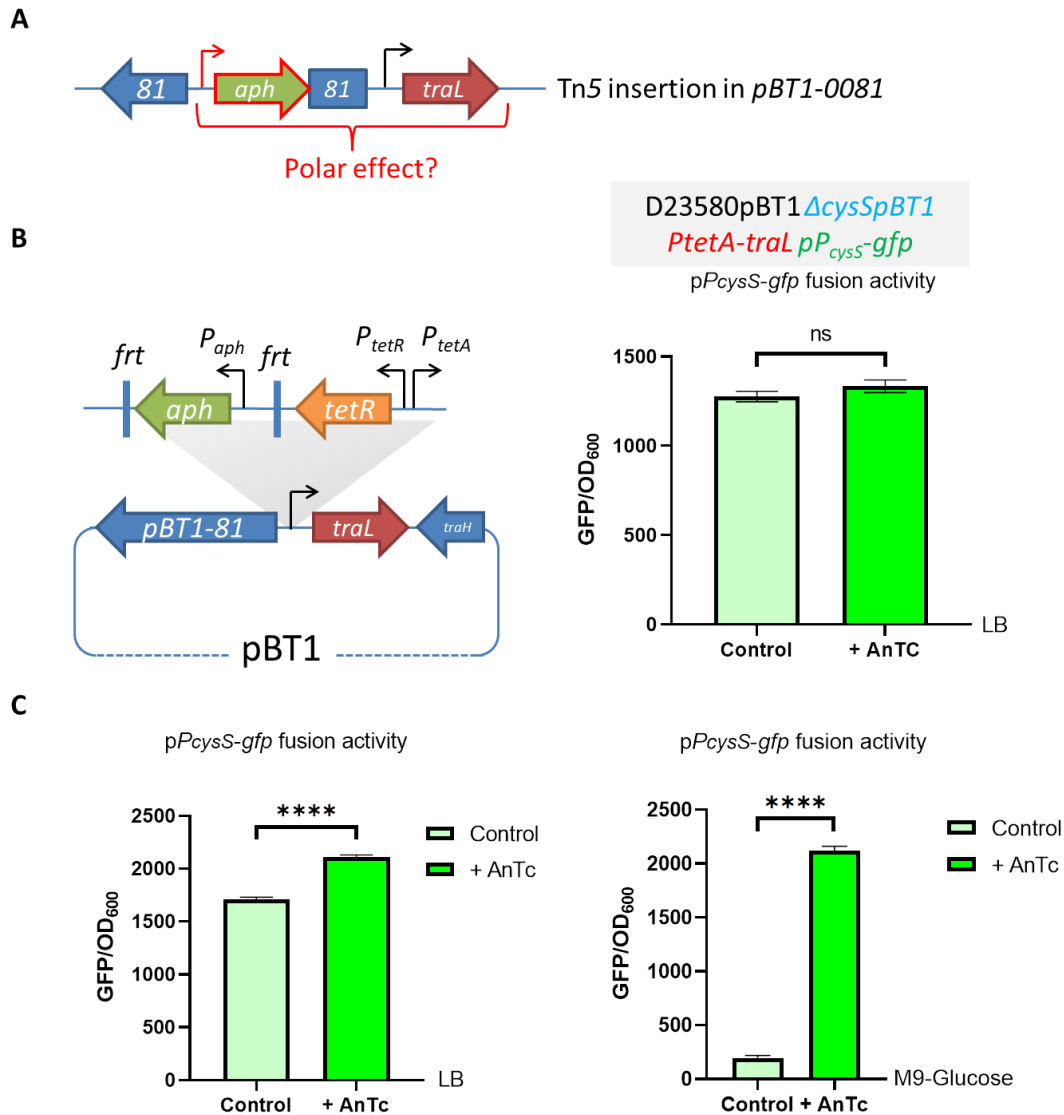 A
81
aph
81
traL
Tn5 insertion in pBT1-0081
Polar effect?
D23580pBT1 ΔcysSpBT1
PtetA-traL pPcysS-gfp
B
frt
Paph
frt
PtetR
PtetA
aph
tetR
pBT1-81
traL
traH
pBT1
pPcysS-gfp fusion activity
ns
1500
1000
500
0
GFP/OD600
Control
+ AnTC
LB
C
pPcysS-gfp fusion activity
****
2500
2000
1500
1000
500
0
GFP/OD600
Control
+ AnTc
Control
+ AnTc
LB
pPcysS-gfp fusion activity
****
2500
2000
1500
1000
500
0
GFP/OD600
Control
+ AnTc
Control + AnTc
M9-Glucose